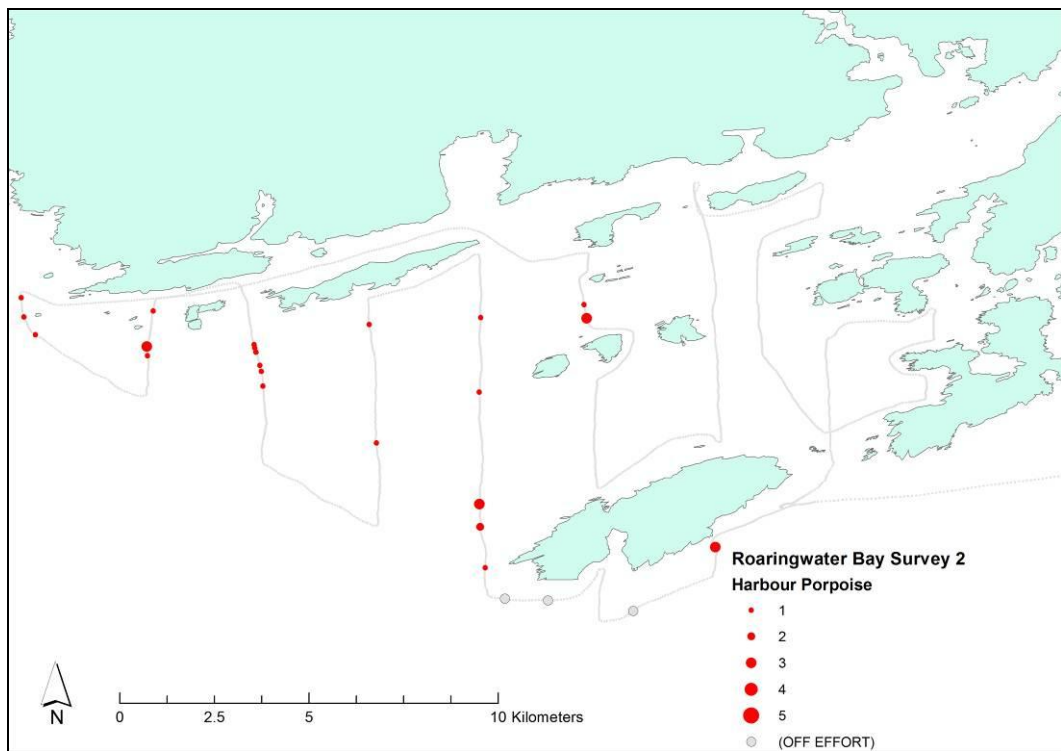 Roaringwater Bay Survey 2
Harbour Porpoise
1
2
3
4
5
(OFF EFFORT)
N
0 2.5 5 10 Kilometers